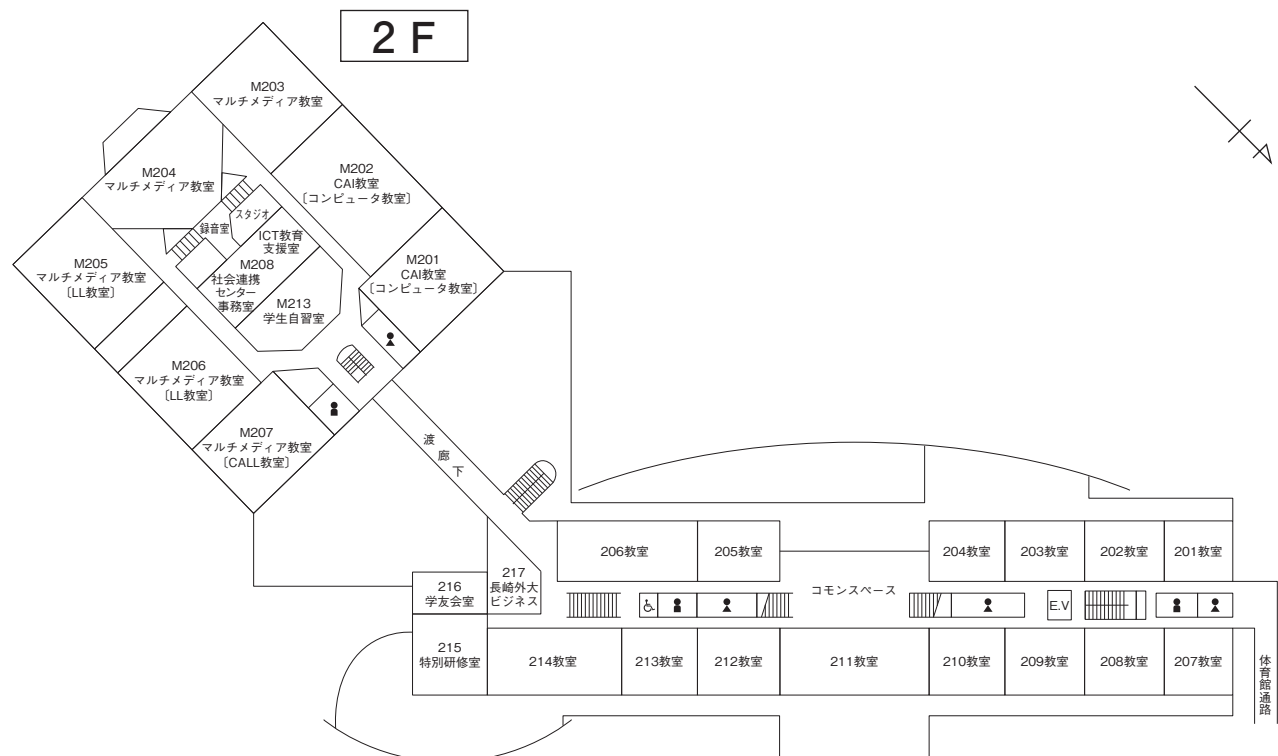 2 F
M203
マルチメディア教室
M204
マルチメディア教室
M202
CAI教室
〔コンピュータ教室〕
スタジオ
録音室
ICT教育
支援室
M208
社会連携
センター
事務室
M213
学生自習室
M201
CAI教室
〔コンピュータ教室〕
M205
マルチメディア教室
〔LL教室〕
M206
マルチメディア教室
〔LL教室〕
M207
マルチメディア教室
〔CALL教室〕
渡廊下
206教室
205教室
204教室
203教室
202教室
201教室
216
学友会室
217
長崎外大
ビジネス
コモンスペース
E.V
215
特別研修室
214教室
213教室
212教室
211教室
210教室
209教室
208教室
207教室
体育館通路